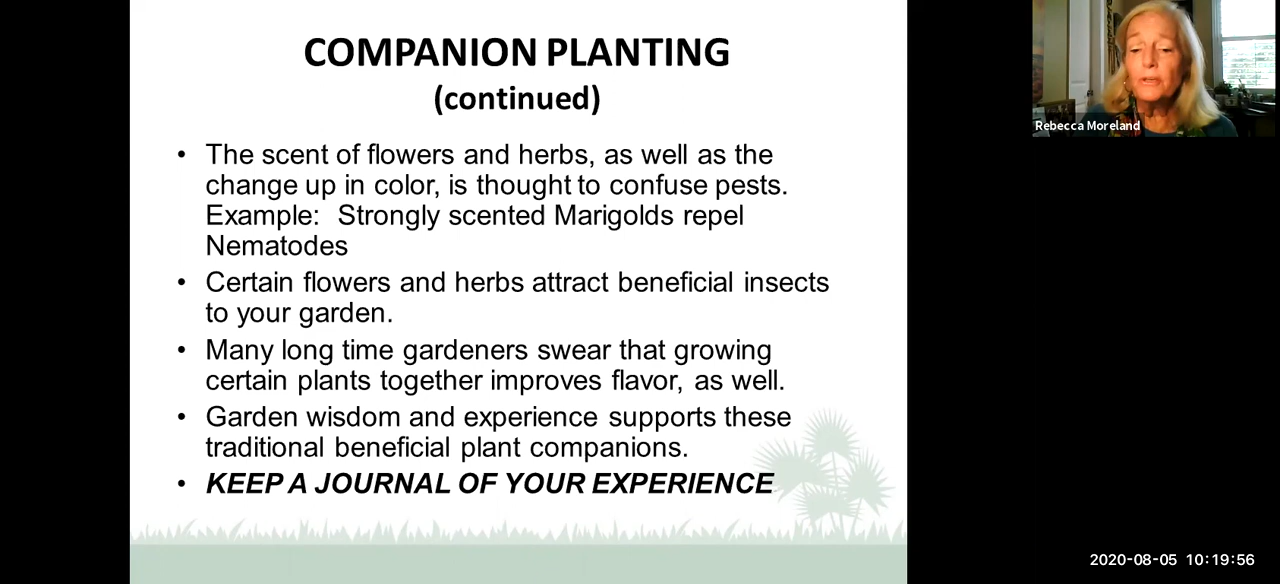 COMPANION PLANTING
(continued)
• The scent of flowers and herbs, as well as the
change up in color, is thought to confuse pests.
Example: Strongly scented Marigolds repel
Nematodes
• Certain flowers and herbs attract beneficial insects
to your garden.
• Many long time gardeners swear that growing
certain plants together improves flavor, as well.
• Garden wisdom and experience supports these
traditional beneficial plant companions.
• KEEP A JOURNAL OF YOUR EXPERIENCE
Rebecca Moreland
2020-08-05 10:19:56